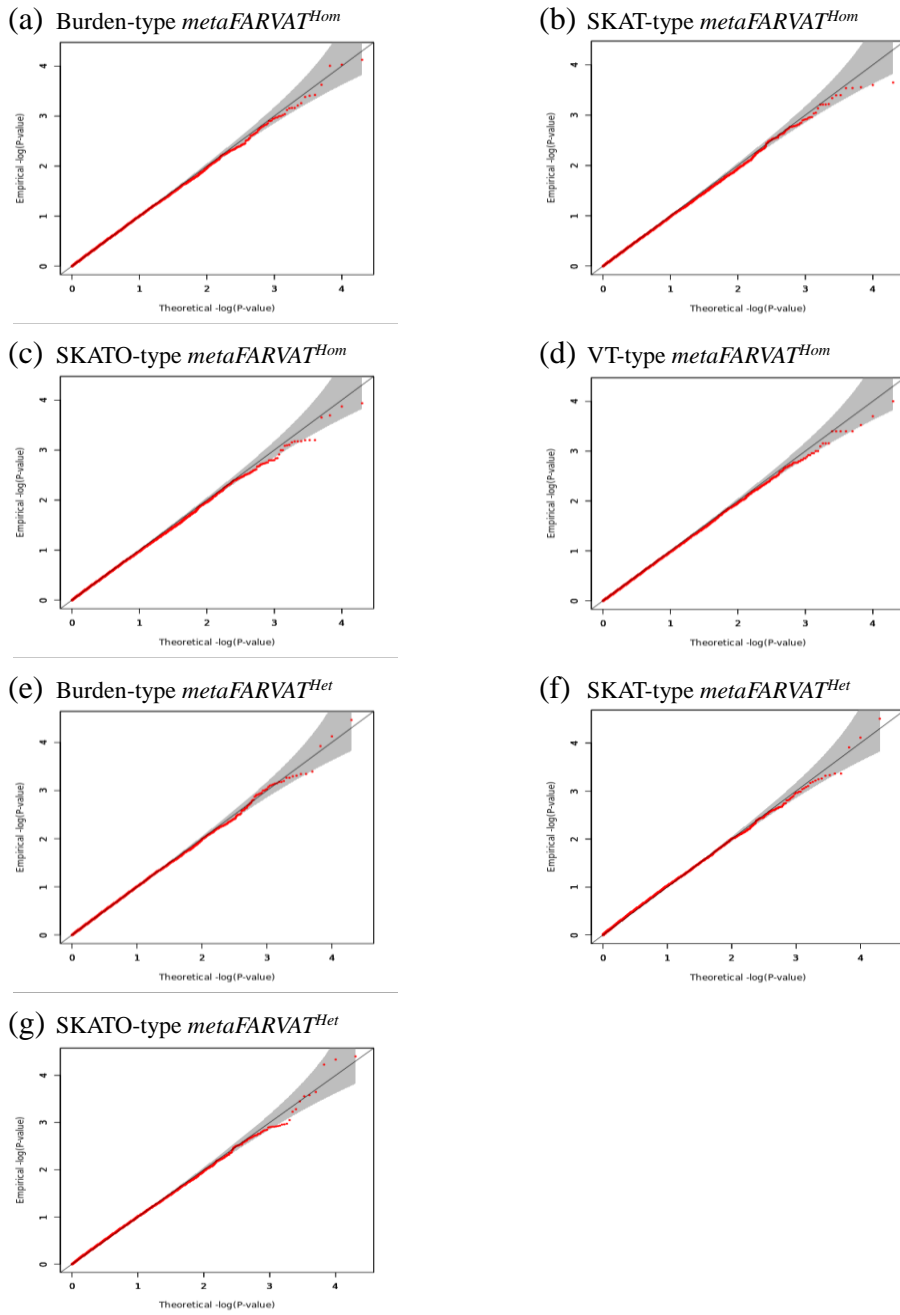 (a) Burden-type metaFARVAT^Hom
Empirical -log(P-value)
4
3
2
1
0
0 1 2 3 4
Theoretical -log(P-value)
(b) SKAT-type metaFARVAT^Hom
Empirical -log(P-value)
4
3
2
1
0
0 1 2 3 4
Theoretical -log(P-value)
(c) SKATO-type metaFARVAT^Hom
Empirical -log(P-value)
4
3
2
1
0
0 1 2 3 4
Theoretical -log(P-value)
(d) VT-type metaFARVAT^Hom
Empirical -log(P-value)
4
3
2
1
0
0 1 2 3 4
Theoretical -log(P-value)
(e) Burden-type metaFARVAT^Het
Empirical -log(P-value)
4
3
2
1
0
0 1 2 3 4
Theoretical -log(P-value)
(f) SKAT-type metaFARVAT^Het
Empirical -log(P-value)
4
3
2
1
0
0 1 2 3 4
Theoretical -log(P-value)
(g) SKATO-type metaFARVAT^Het
Empirical -log(P-value)
4
3
2
1
0
0 1 2 3 4
Theoretical -log(P-value)